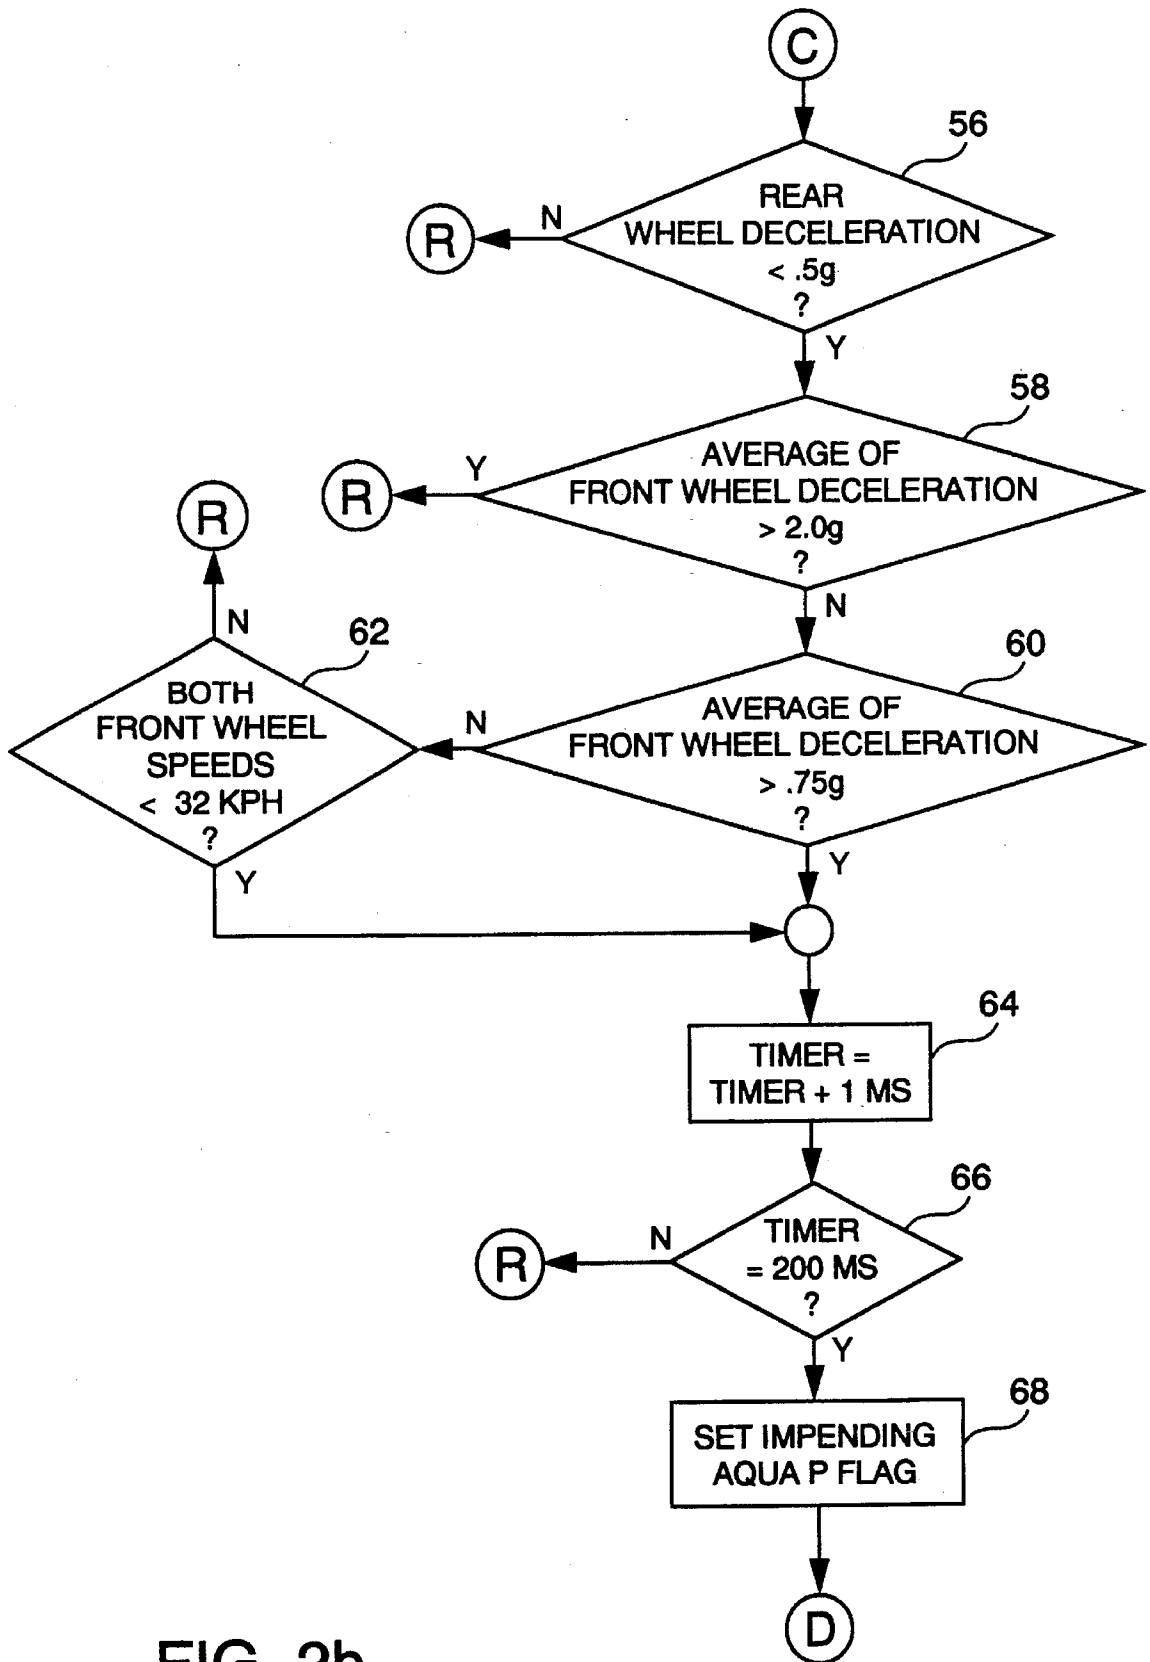 C
56
REAR
WHEEL DECELERATION
< .5g
?
N
R
Y
58
AVERAGE OF
FRONT WHEEL DECELERATION
> 2.0g
?
Y
R
N
60
AVERAGE OF
FRONT WHEEL DECELERATION
> .75g
?
N
Y
62
BOTH
FRONT WHEEL
SPEEDS
< 32 KPH
?
N
R
Y
64
TIMER =
TIMER + 1 MS
66
TIMER
= 200 MS
?
N
R
Y
68
SET IMPENDING
AQUA P FLAG
D
FIG. 2b